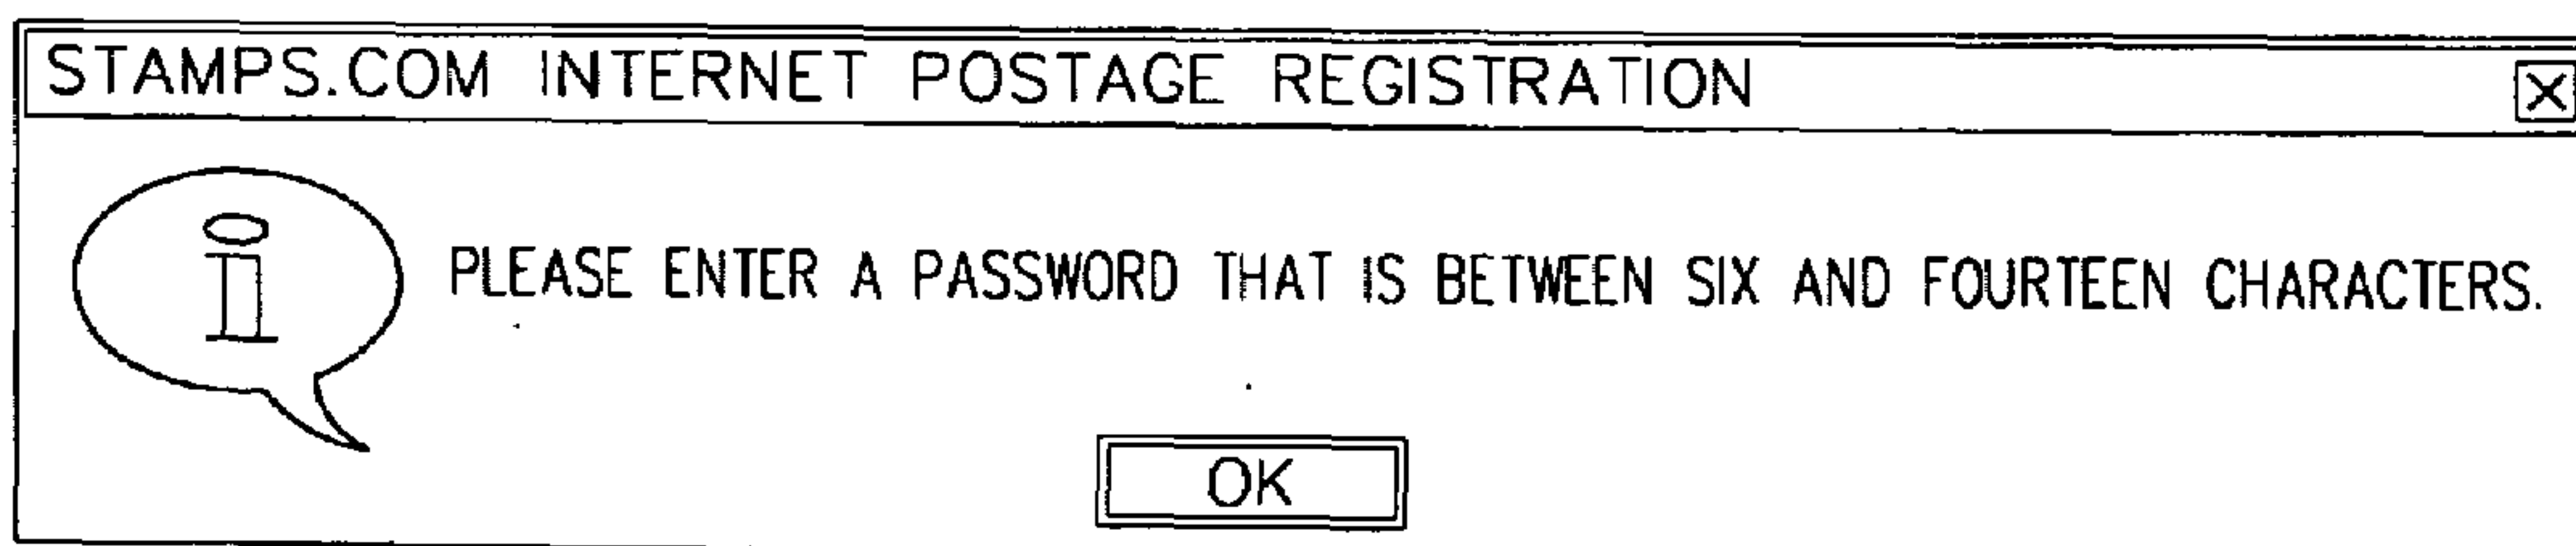 STAMPS.COM INTERNET POSTAGE REGISTRATION
PLEASE ENTER A PASSWORD THAT IS BETWEEN SIX AND FOURTEEN CHARACTERS.
OK